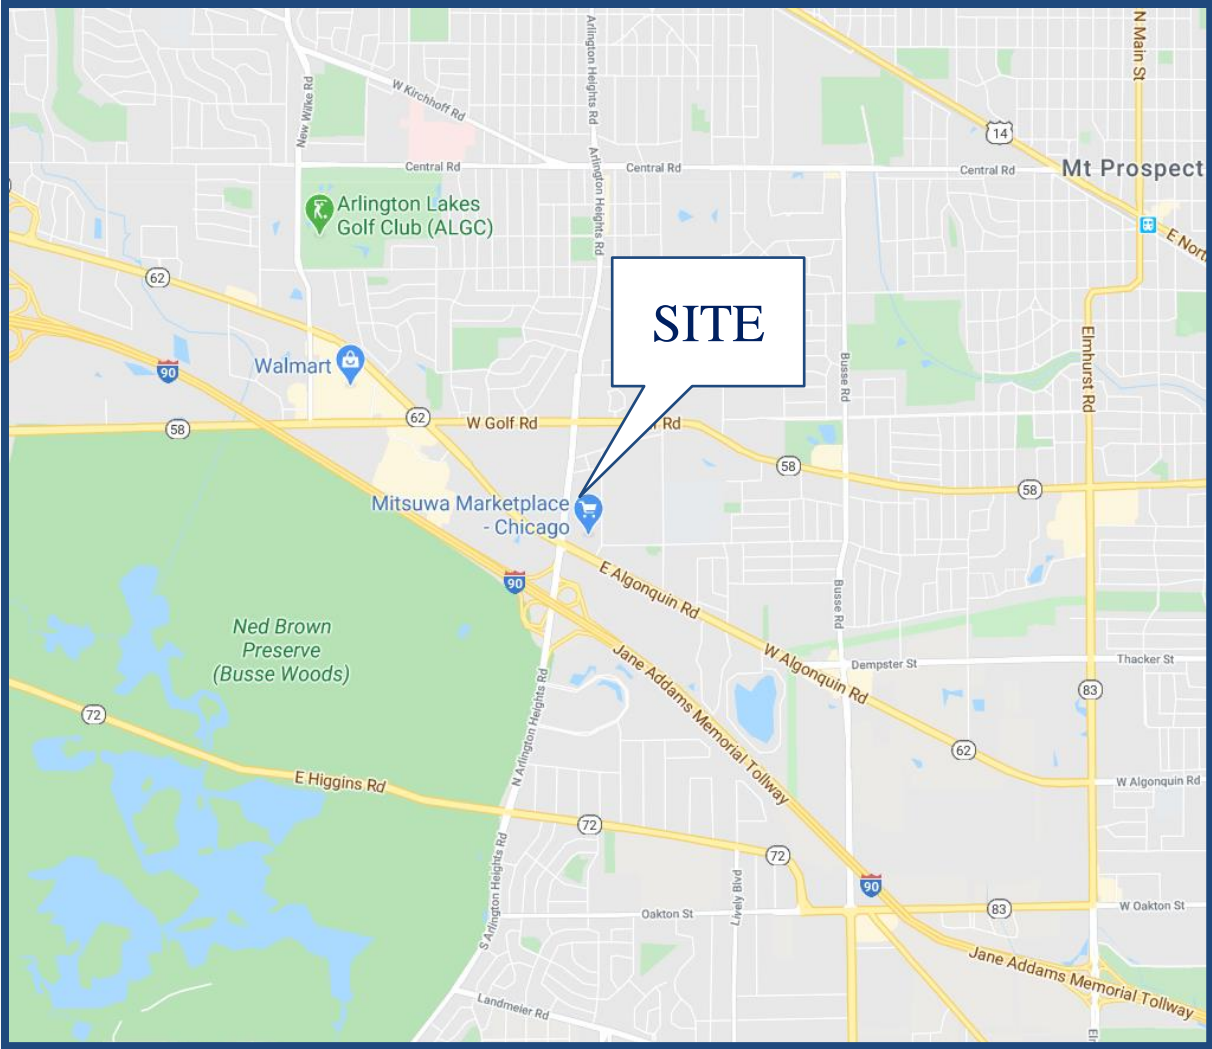 Arlington Heights Rd
N Main St
New Wilke Rd
W Kirchhoff Rd
14
Central Rd
Arlington Heights Rd
Central Rd
Central Rd
Mt Prospect
Arlington Lakes
Golf Club (ALGC)
62
SITE
Elmhurst Rd
Walmart
90
Busse Rd
58
62
W Golf Rd
Rd
58
58
Mitsuwa Marketplace
- Chicago
90
E Algonquin Rd
Busse Rd
Ned Brown
Preserve
(Busse Woods)
Jane Addams Memorial Tollway
W Algonquin Rd
Dempster St
Thacker St
83
72
N Arlington Heights Rd
62
E Higgins Rd
W Algonquin Rd
72
72
S Arlington Heights Rd
Lively Blvd
90
Oakton St
83
W Oakton St
Jane Addams Memorial Tollway
Landmeier Rd